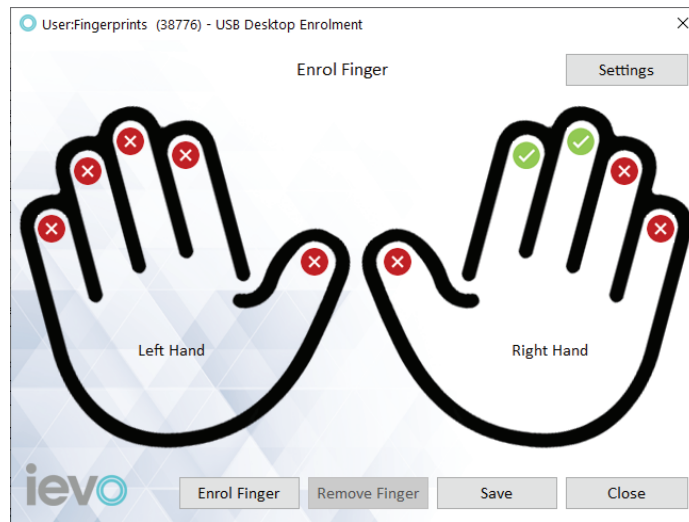 User:Fingerprints (38776) - USB Desktop Enrolment
Enrol Finger
Settings
Left Hand
Right Hand
ievo
Enrol Finger
Remove Finger
Save
Close